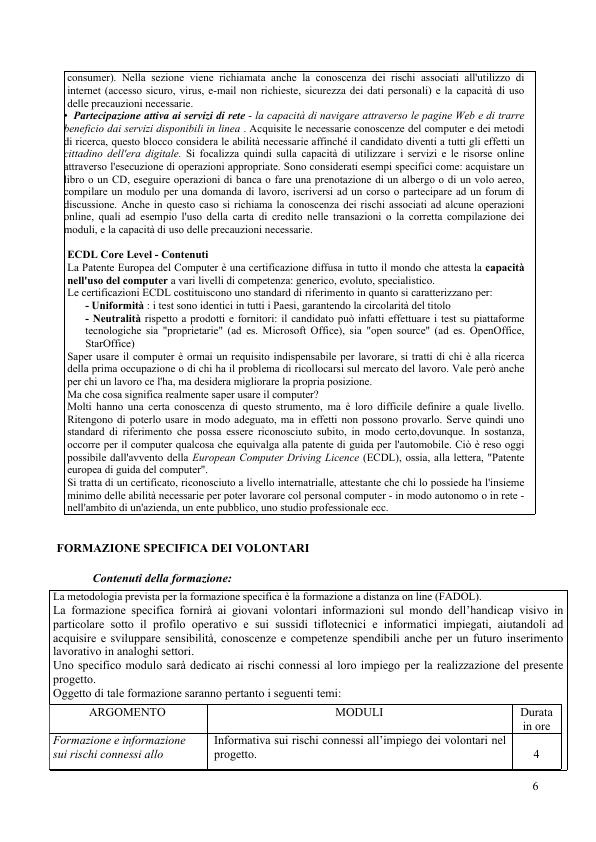 consumer). Nella sezione viene richiamata anche la conoscenza dei rischi associati all'utilizzo di
internet (accesso sicuro, virus, e-mail non richieste, sicurezza dei dati personali) e la capacità di uso
delle precauzioni necessarie.
• Partecipazione attiva ai servizi di rete - la capacità di navigare attraverso le pagine Web e di trarre
beneficio dai servizi disponibili in linea . Acquisite le necessarie conoscenze del computer e dei metodi
di ricerca, questo blocco considera le abilità necessarie affinché il candidato diventi a tutti gli effetti un
cittadino dell'era digitale. Si focalizza quindi sulla capacità di utilizzare i servizi e le risorse online
attraverso l'esecuzione di operazioni appropriate. Sono considerati esempi specifici come: acquistare un
libro o un CD, eseguire operazioni di banca o fare una prenotazione di un albergo o di un volo aereo,
compilare un modulo per una domanda di lavoro, iscriversi ad un corso o partecipare ad un forum di
discussione. Anche in questo caso si richiama la conoscenza dei rischi associati ad alcune operazioni
online, quali ad esempio l'uso della carta di credito nelle transazioni o la corretta compilazione dei
moduli, e la capacità di uso delle precauzioni necessarie.
ECDL Core Level - Contenuti
La Patente Europea del Computer è una certificazione diffusa in tutto il mondo che attesta la capacità
nell'uso del computer a vari livelli di competenza: generico, evoluto, specialistico.
Le certificazioni ECDL costituiscono uno standard di riferimento in quanto si caratterizzano per:
- Uniformità : i test sono identici in tutti i Paesi, garantendo la circolarità del titolo
- Neutralità rispetto a prodotti e fornitori: il candidato può infatti effettuare i test su piattaforme
tecnologiche sia "proprietarie" (ad es. Microsoft Office), sia "open source" (ad es. OpenOffice,
StarOffice)
Saper usare il computer è ormai un requisito indispensabile per lavorare, si tratti di chi è alla ricerca
della prima occupazione o di chi ha il problema di ricollocarsi sul mercato del lavoro. Vale però anche
per chi un lavoro ce l'ha, ma desidera migliorare la propria posizione.
Ma che cosa significa realmente saper usare il computer?
Molti hanno una certa conoscenza di questo strumento, ma è loro difficile definire a quale livello.
Ritengono di poterlo usare in modo adeguato, ma in effetti non possono provarlo. Serve quindi uno
standard di riferimento che possa essere riconosciuto subito, in modo certo,dovunque. In sostanza,
occorre per il computer qualcosa che equivalga alla patente di guida per l'automobile. Ciò è reso oggi
possibile dall'avvento della European Computer Driving Licence (ECDL), ossia, alla lettera, "Patente
europea di guida del computer".
Si tratta di un certificato, riconosciuto a livello internatrialle, attestante che chi lo possiede ha l'insieme
minimo delle abilità necessarie per poter lavorare col personal computer - in modo autonomo o in rete -
nell'ambito di un'azienda, un ente pubblico, uno studio professionale ecc.
FORMAZIONE SPECIFICA DEI VOLONTARI
Contenuti della formazione:
La metodologia prevista per la formazione specifica è la formazione a distanza on line (FADOL).
La formazione specifica fornirà ai giovani volontari informazioni sul mondo dell’handicap visivo in
particolare sotto il profilo operativo e sui sussidi tiflotecnici e informatici impiegati, aiutandoli ad
acquisire e sviluppare sensibilità, conoscenze e competenze spendibili anche per un futuro inserimento
lavorativo in analoghi settori.
Uno specifico modulo sarà dedicato ai rischi connessi al loro impiego per la realizzazione del presente
progetto.
Oggetto di tale formazione saranno pertanto i seguenti temi:
ARGOMENTO MODULI Durata
in ore
Formazione e informazione Informativa sui rischi connessi all’impiego dei volontari nel
sui rischi connessi allo progetto. 4
6